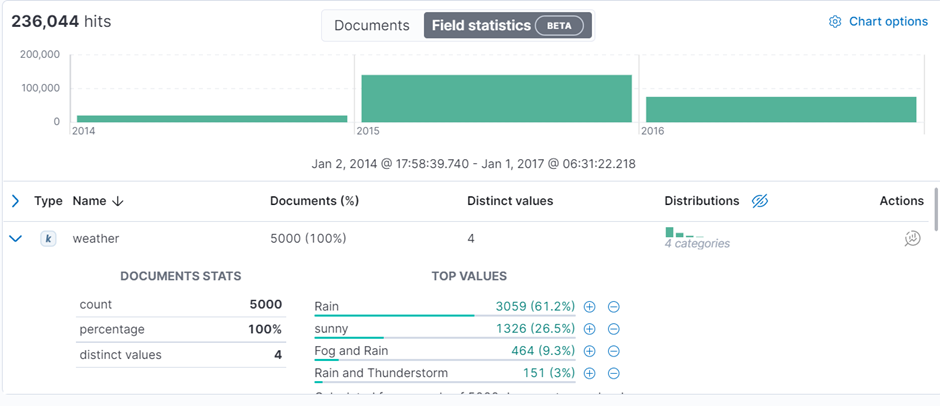 236,044 hits
Documents
Field statistics BETA
Chart options
200,000
100,000
0
2014
2015
2016
Jan 2, 2014 @ 17:58:39.740 - Jan 1, 2017 @ 06:31:22.218
Type Name Documents (%) Distinct values Distributions Actions
k weather 5000 (100%) 4
4 categories
DOCUMENTS STATS
count 5000
percentage 100%
distinct values 4
TOP VALUES
Rain 3059 (61.2%)
sunny 1326 (26.5%)
Fog and Rain 464 (9.3%)
Rain and Thunderstorm 151 (3%)